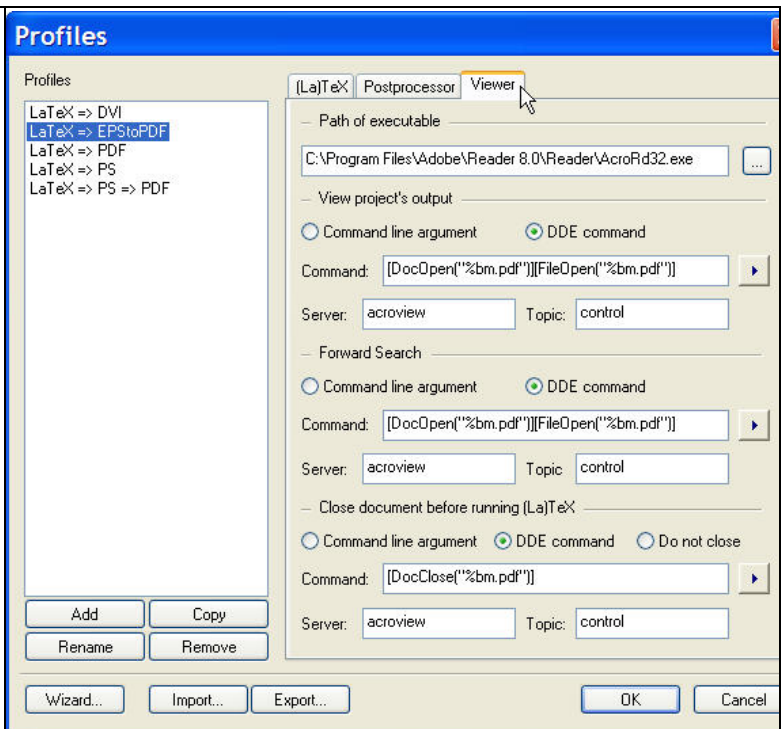 Profiles
Profiles
LaTeX => DVI
LaTeX => EPStoPDF
LaTeX => PDF
LaTeX => PS
LaTeX => PS => PDF
Add Copy
Rename Remove
(La)TeX Postprocessor Viewer
Path of executable
C:\Program Files\Adobe\Reader 8.0\Reader\AcroRd32.exe ...
View project's output
Command line argument DDE command
Command: [DocOpen("%bm.pdf")][FileOpen("%bm.pdf")]
Server: acroview Topic: control
Forward Search
Command line argument DDE command
Command: [DocOpen("%bm.pdf")][FileOpen("%bm.pdf")]
Server: acroview Topic control
Close document before running (La)TeX
Command line argument DDE command Do not close
Command: [DocClose("%bm.pdf")]
Server: acroview Topic: control
Wizard... Import... Export... OK Cancel